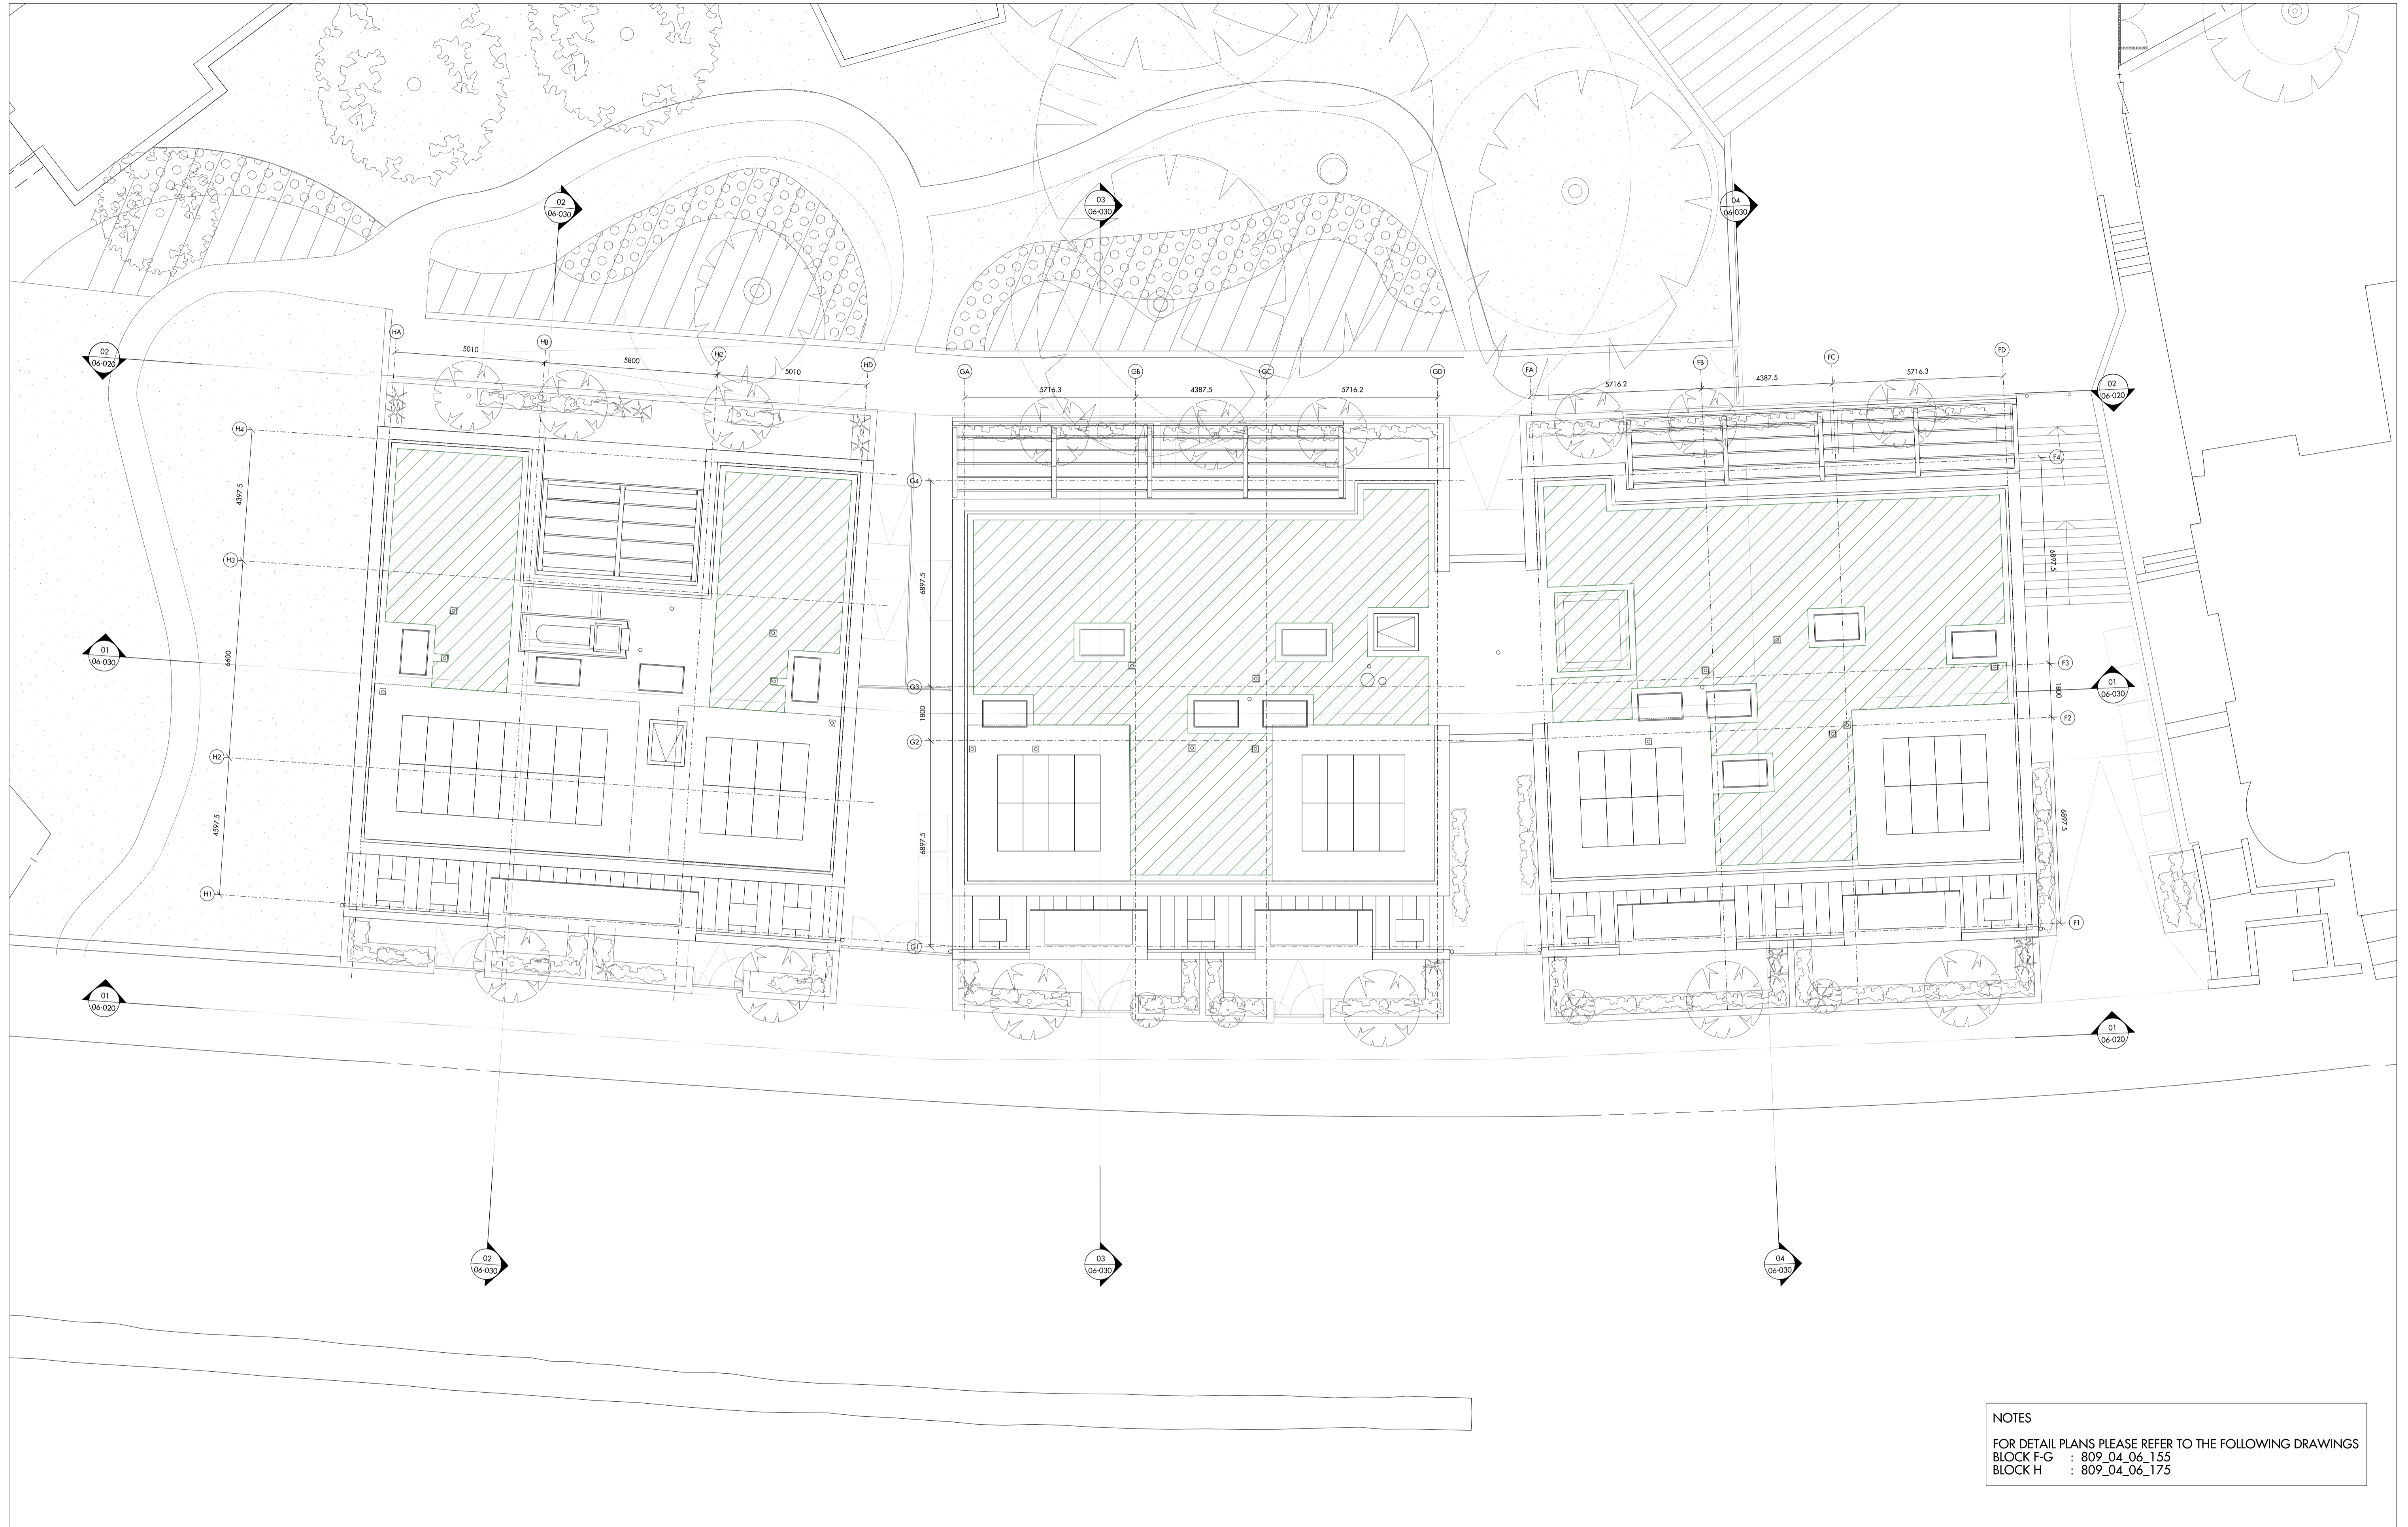 02
06-030
03
06-030
04
06-030
HA
HB
HC
HD
5010
5800
5010
02
06-020
GA
GB
GC
GD
5716.3
4387.5
5716.2
FA
FB
FC
FD
5716.2
4387.5
5716.3
02
06-020
H4
4397.5
H3
6600
H2
4597.5
H1
G4
6897.5
G3
1800
G2
6897.5
G1
F4
6897.5
F3
1800
F2
6897.5
F1
01
06-030
01
06-030
01
06-020
01
06-020
02
06-030
03
06-030
04
06-030
NOTES
FOR DETAIL PLANS PLEASE REFER TO THE FOLLOWING DRAWINGS
BLOCK F-G : 809_04_06_155
BLOCK H : 809_04_06_175